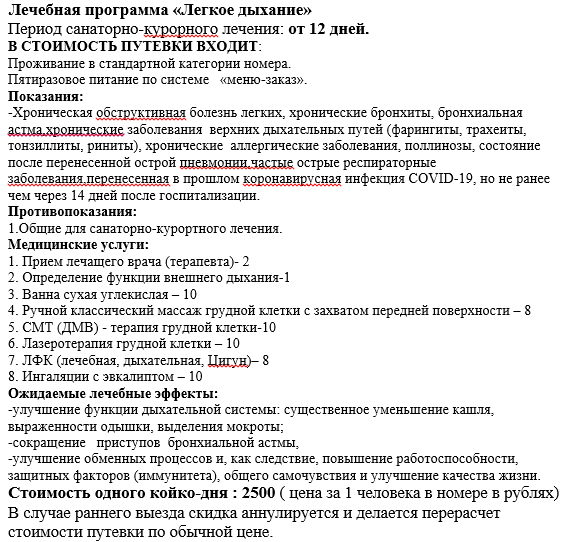 Лечебная программа «Легкое дыхание»
Период санаторно-курорного лечения: от 12 дней.
В СТОИМОСТЬ ПУТЕВКИ ВХОДИТ:
Проживание в стандартной категории номера.
Пятиразовое питание по системе «меню-заказ».
Показания:
-Хроническая обструктивная болезнь легких, хронические бронхиты, бронхиальная
астма,хронические заболевания верхних дыхательных путей (фарингиты, трахеиты,
тонзиллиты, риниты), хронические аллергические заболевания, поллинозы, состояние
после перенесенной острой пневмонии,частые острые респираторные
заболевания,перенесенная в прошлом коронавирусная инфекция COVID-19, но не ранее
чем через 14 дней после госпитализации.
Противопоказания:
1.Общие для санаторно-курортного лечения.
Медицинские услуги:
1. Прием лечащего врача (терапевта)- 2
2. Определение функции внешнего дыхания-1
3. Ванна сухая углекислая – 10
4. Ручной классический массаж грудной клетки с захватом передней поверхности – 8
5. СМТ (ДМВ) - терапия грудной клетки-10
6. Лазеротерапия грудной клетки – 10
7. ЛФК (лечебная, дыхательная, Цигун)– 8
8. Ингаляции с эвкалиптом – 10
Ожидаемые лечебные эффекты:
-улучшение функции дыхательной системы: существенное уменьшение кашля,
выраженности одышки, выделения мокроты;
-сокращение приступов бронхиальной астмы,
-улучшение обменных процессов и, как следствие, повышение работоспособности,
защитных факторов (иммунитета), общего самочувствия и улучшение качества жизни.
Стоимость одного койко-дня : 2500 ( цена за 1 человека в номере в рублях)
В случае раннего выезда скидка аннулируется и делается перерасчет
стоимости путевки по обычной цене.